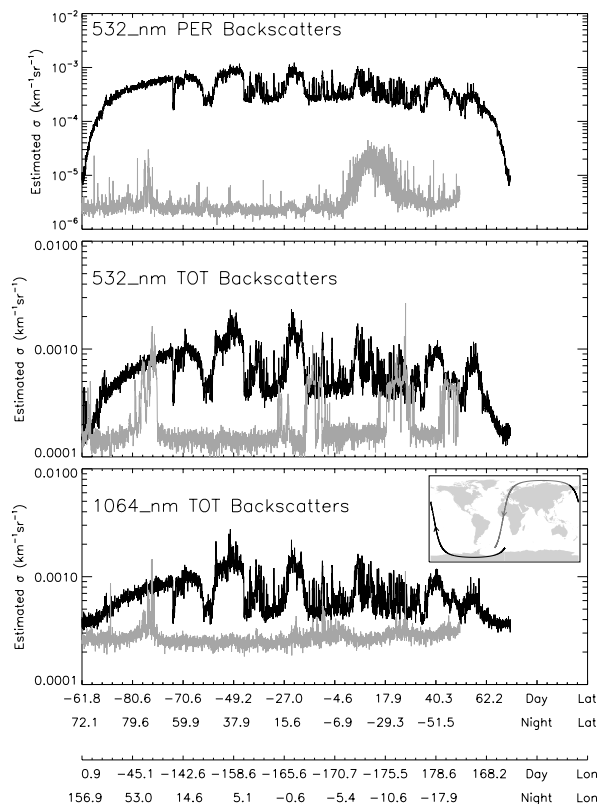 10⁻²
532_nm PER Backscatters
10⁻³
10⁻⁴
10⁻⁵
10⁻⁶
Estimated σ (km⁻¹sr⁻¹)
0.0100
532_nm TOT Backscatters
0.0010
0.0001
Estimated σ (km⁻¹sr⁻¹)
0.0100
1064_nm TOT Backscatters
0.0010
0.0001
Estimated σ (km⁻¹sr⁻¹)
−61.8 −80.6 −70.6 −49.2 −27.0 −4.6 17.9 40.3 62.2 Day Lat
72.1 79.6 59.9 37.9 15.6 −6.9 −29.3 −51.5 Night Lat
0.9 −45.1 −142.6 −158.6 −165.6 −170.7 −175.5 178.6 168.2 Day Lon
156.9 53.0 14.6 5.1 −0.6 −5.4 −10.6 −17.9 Night Lon